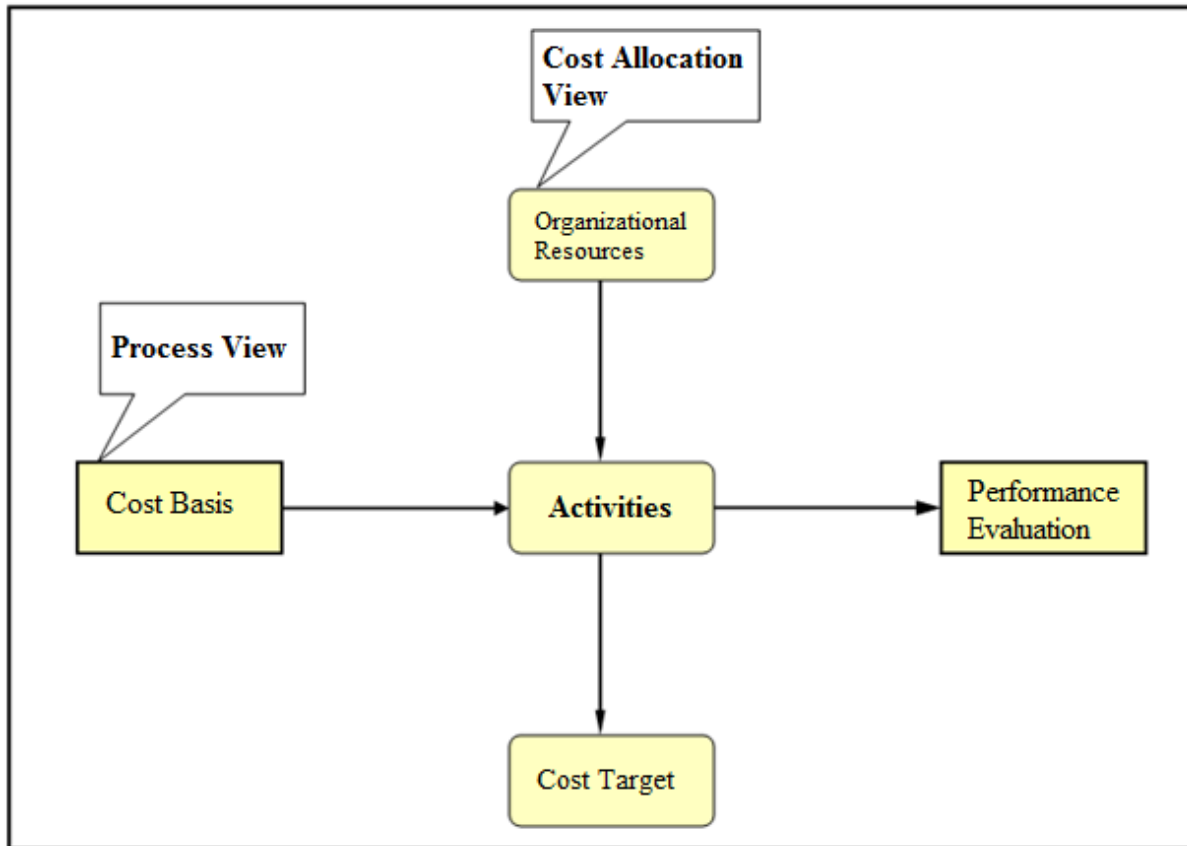 Cost Allocation
View
Organizational
Resources
Process View
Cost Basis
Activities
Performance
Evaluation
Cost Target